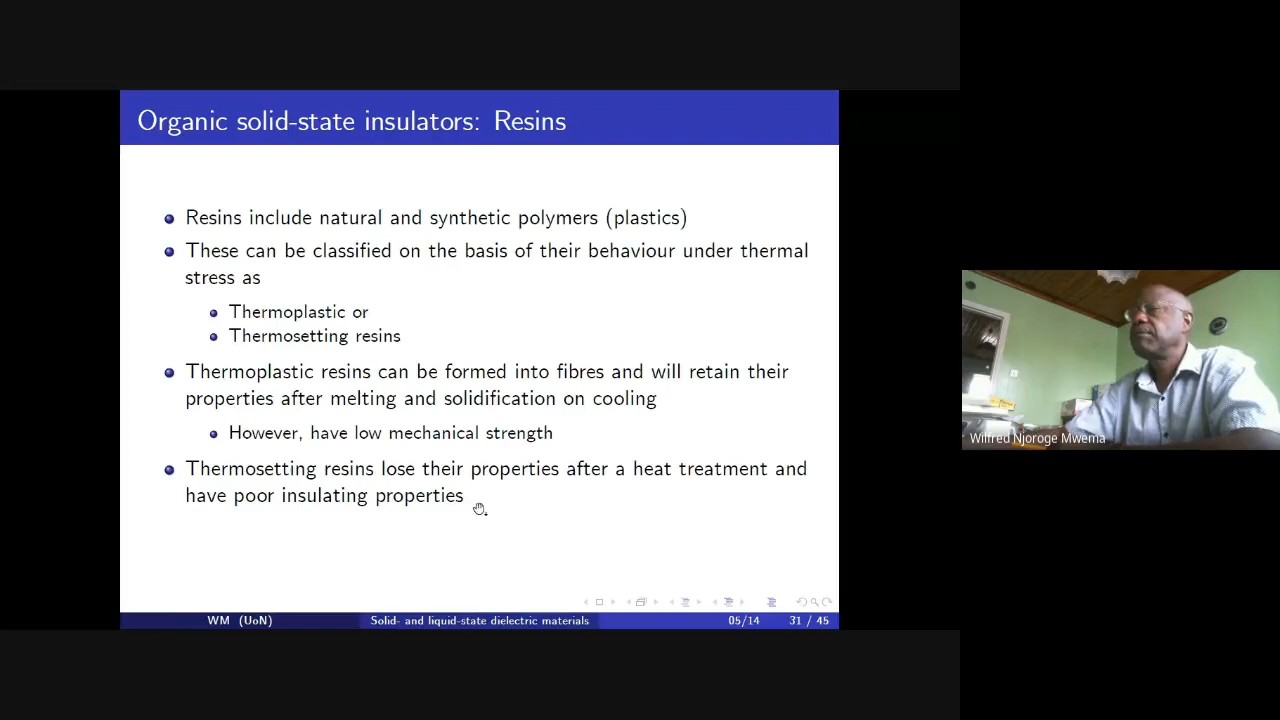 Organic solid-state insulators: Resins
Resins include natural and synthetic polymers (plastics)
These can be classified on the basis of their behaviour under thermal
stress as
Thermoplastic or
Thermosetting resins
Thermoplastic resins can be formed into fibres and will retain their
properties after melting and solidification on cooling
However, have low mechanical strength
Thermosetting resins lose their properties after a heat treatment and
have poor insulating properties
WM (UoN)
Solid- and liquid-state dielectric materials
05/14
31 / 45
Wilfred Njoroge Mwema